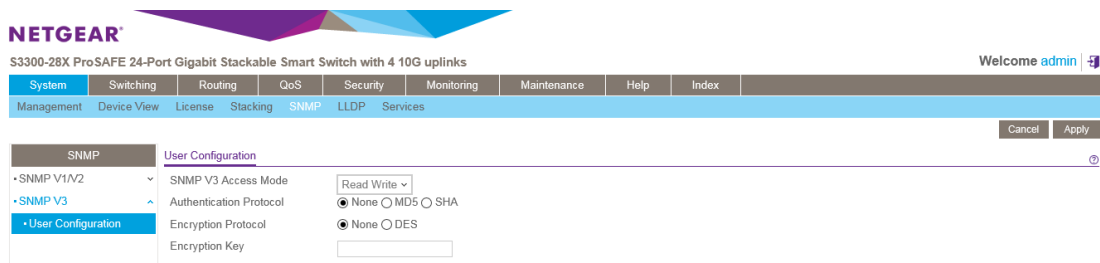 NETGEAR®
S3300-28X ProSAFE 24-Port Gigabit Stackable Smart Switch with 4 10G uplinks
Welcome admin
System Switching Routing QoS Security Monitoring Maintenance Help Index
Management Device View License Stacking SNMP LLDP Services
Cancel Apply
SNMP
• SNMP V1/V2
• SNMP V3
• User Configuration
User Configuration
?
SNMP V3 Access Mode Read Write
Authentication Protocol None MD5 SHA
Encryption Protocol None DES
Encryption Key